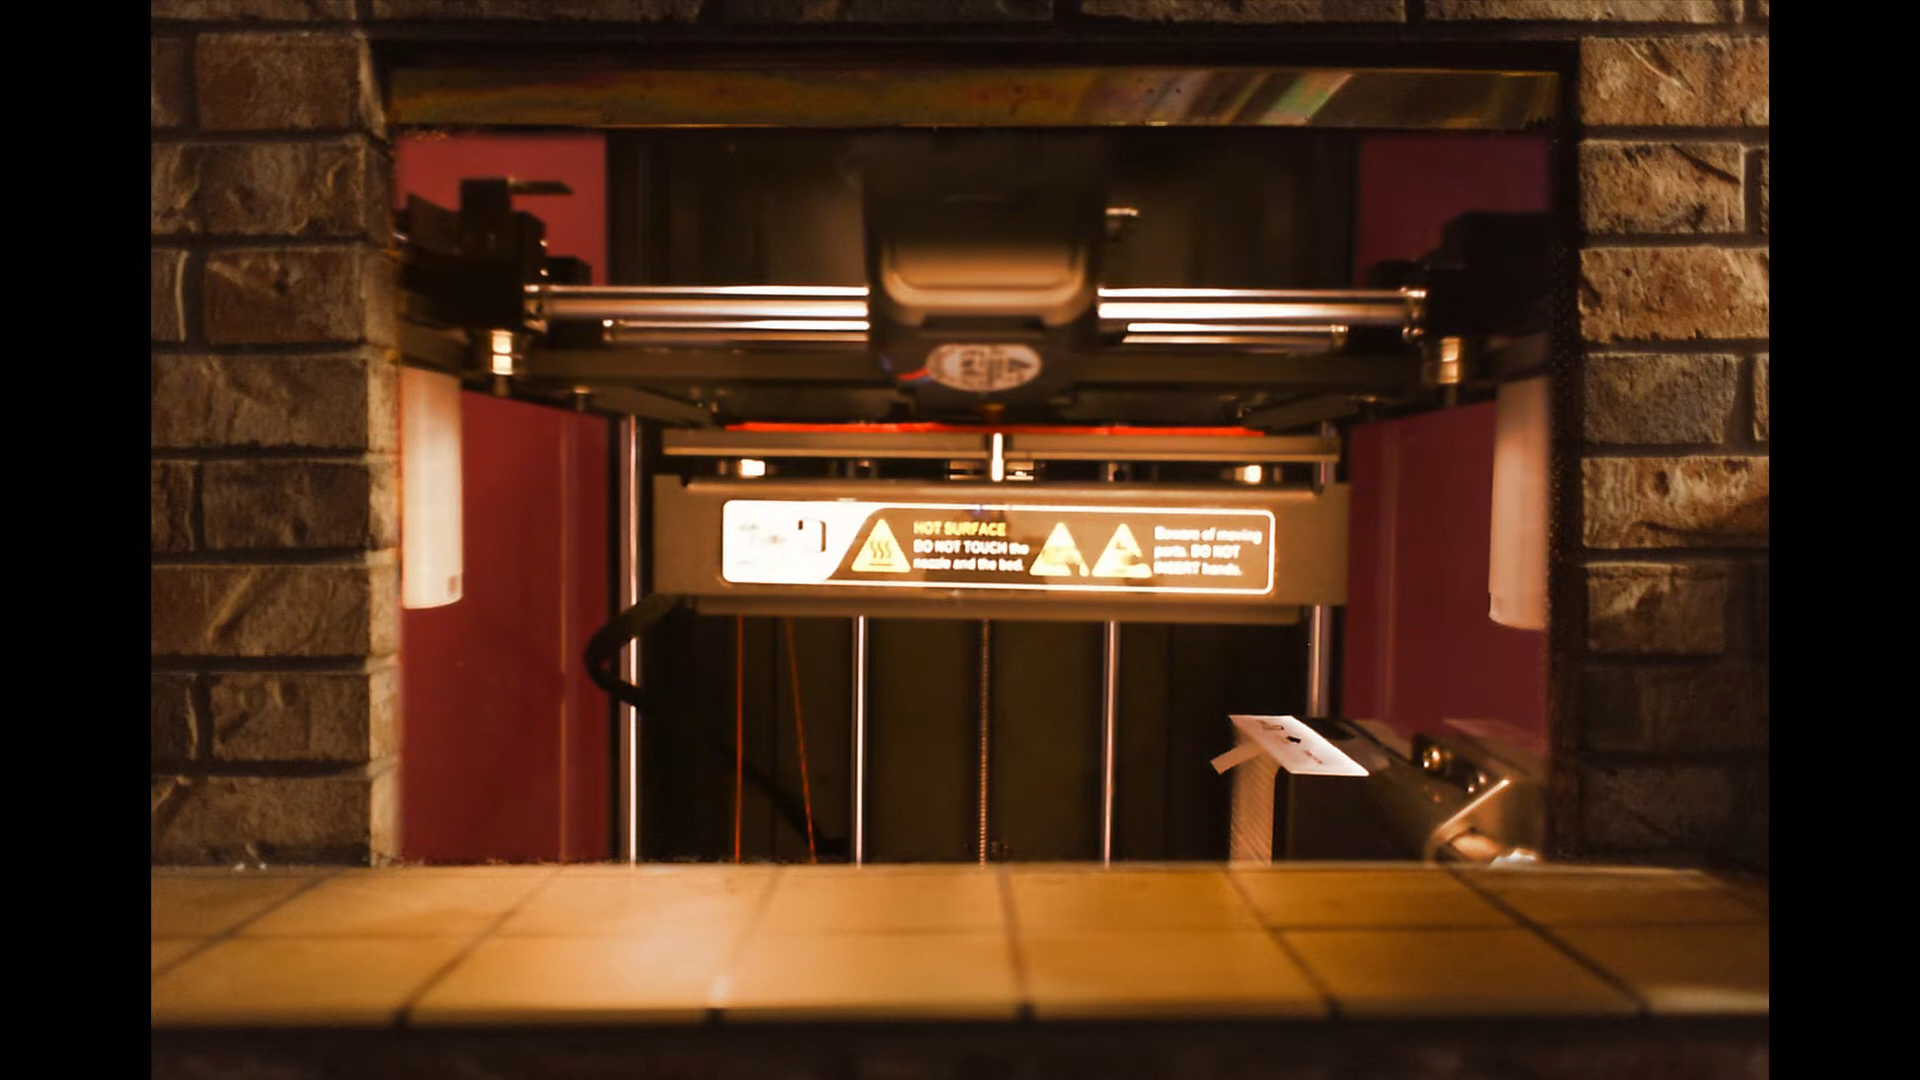 HOT SURFACE
DO NOT TOUCH the
nozzle and the bed.
Beware of moving
parts. DO NOT
INSERT hands.